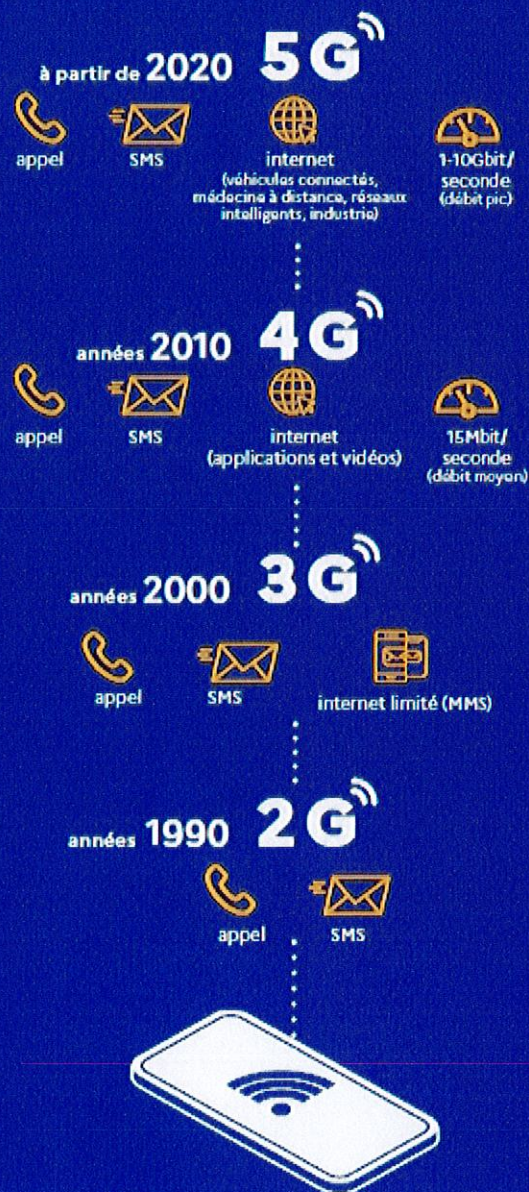 à partir de 2020 5G
appel
SMS
internet
(véhicules connectés,
médecine à distance, réseaux
intelligents, industrie)
1-10Gbit/
seconde
(débit pic)
années 2010 4G
appel
SMS
internet
(applications et vidéos)
15Mbit/
seconde
(débit moyen)
années 2000 3G
appel
SMS
internet limité (MMS)
années 1990 2G
appel
SMS